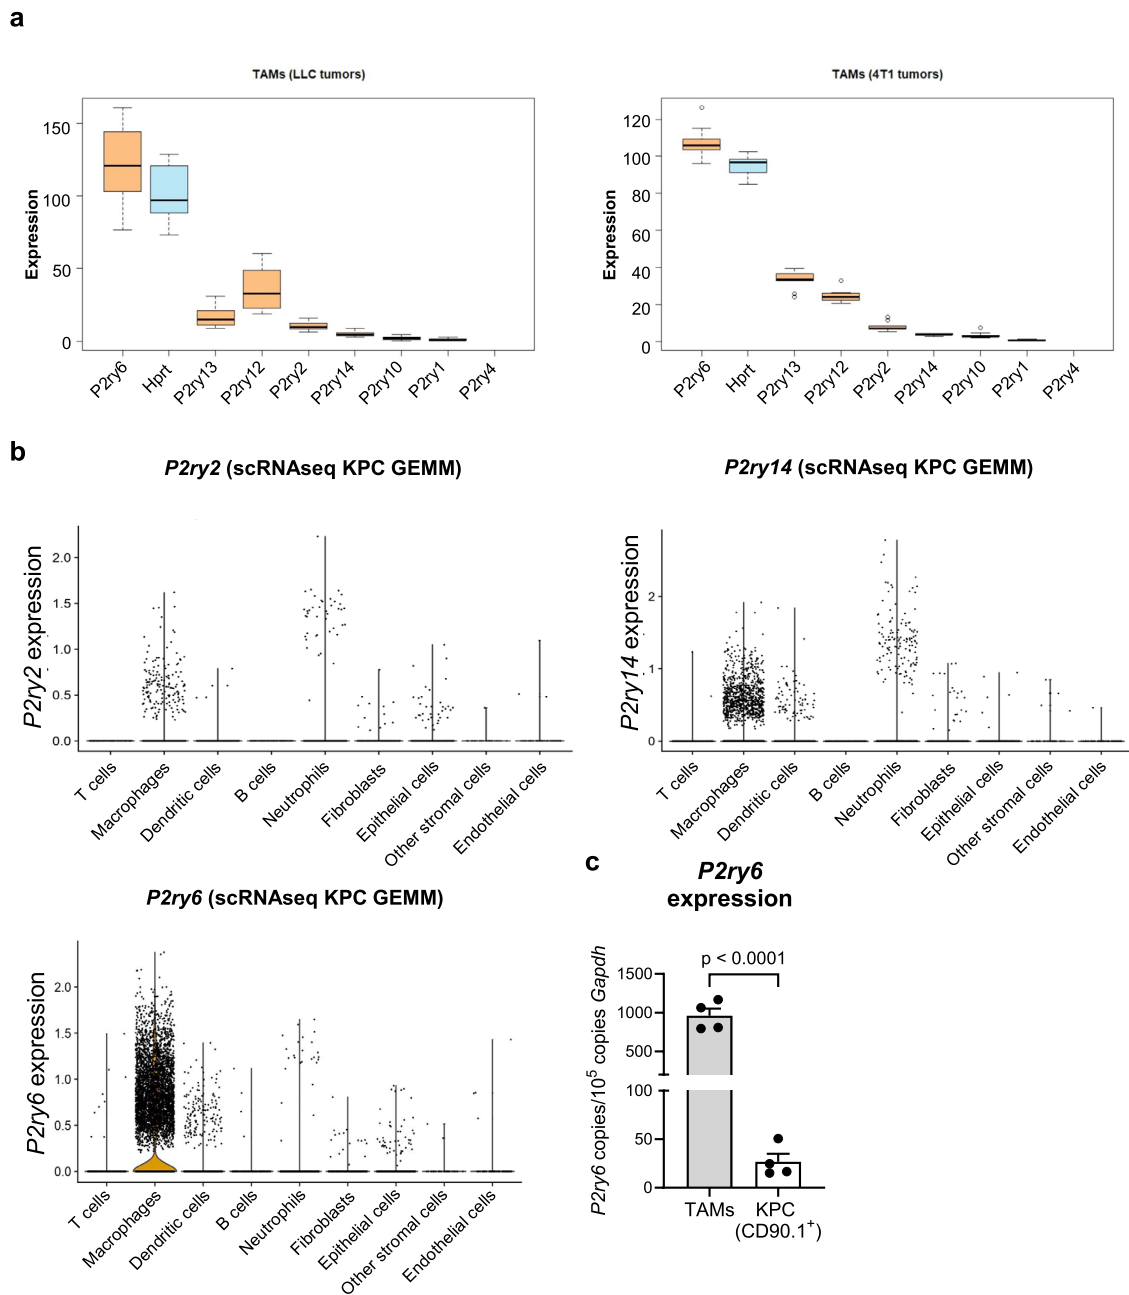 a
TAMs (LLC tumors)
Expression
150
100
50
0
P2ry6
Hprt
P2ry13
P2ry12
P2ry2
P2ry14
P2ry10
P2ry1
P2ry4
TAMs (4T1 tumors)
Expression
120
100
80
60
40
20
0
P2ry6
Hprt
P2ry13
P2ry12
P2ry2
P2ry14
P2ry10
P2ry1
P2ry4
b
P2ry2 (scRNAseq KPC GEMM)
P2ry2 expression
2.0
1.5
1.0
0.5
0.0
T cells
Macrophages
Dendritic cells
B cells
Neutrophils
Fibroblasts
Epithelial cells
Other stromal cells
Endothelial cells
P2ry14 (scRNAseq KPC GEMM)
P2ry14 expression
2
1
0
T cells
Macrophages
Dendritic cells
B cells
Neutrophils
Fibroblasts
Epithelial cells
Other stromal cells
Endothelial cells
P2ry6 (scRNAseq KPC GEMM)
P2ry6 expression
2.0
1.5
1.0
0.5
0.0
T cells
Macrophages
Dendritic cells
B cells
Neutrophils
Fibroblasts
Epithelial cells
Other stromal cells
Endothelial cells
c
P2ry6
expression
P2ry6 copies/10⁵ copies Gapdh
p < 0.0001
1500
1000
500
100
50
0
TAMs
KPC
(CD90.1⁺)